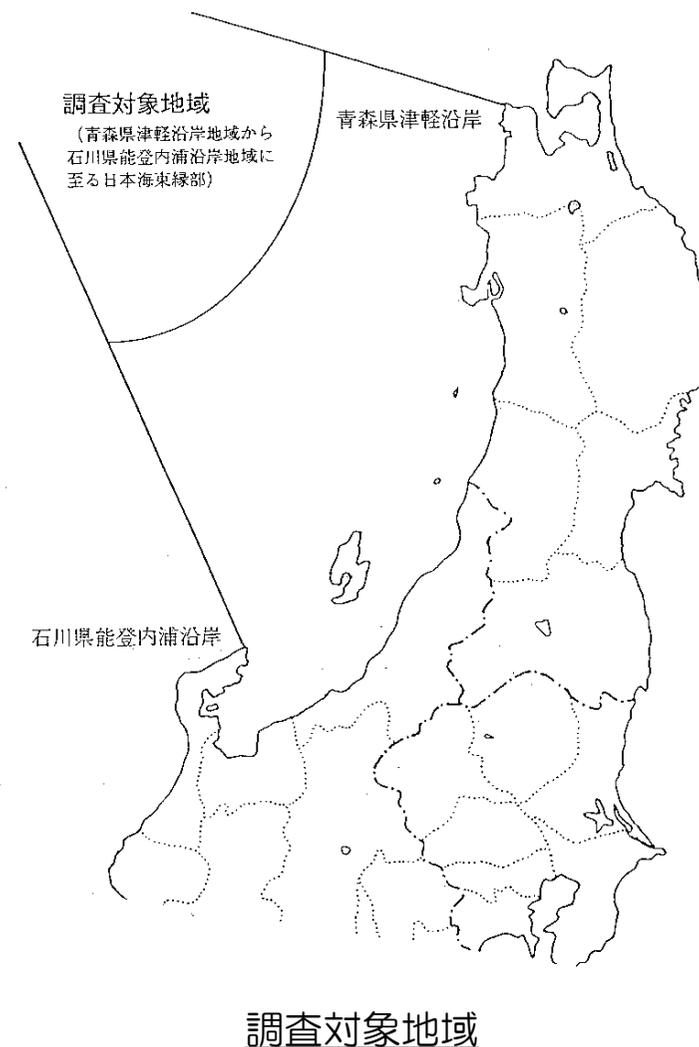 調査対象地域
（青森県津軽沿岸地域から
石川県能登内浦沿岸地域に
至る日本海東縁部）
青森県津軽沿岸
石川県能登内浦沿岸
調査対象地域